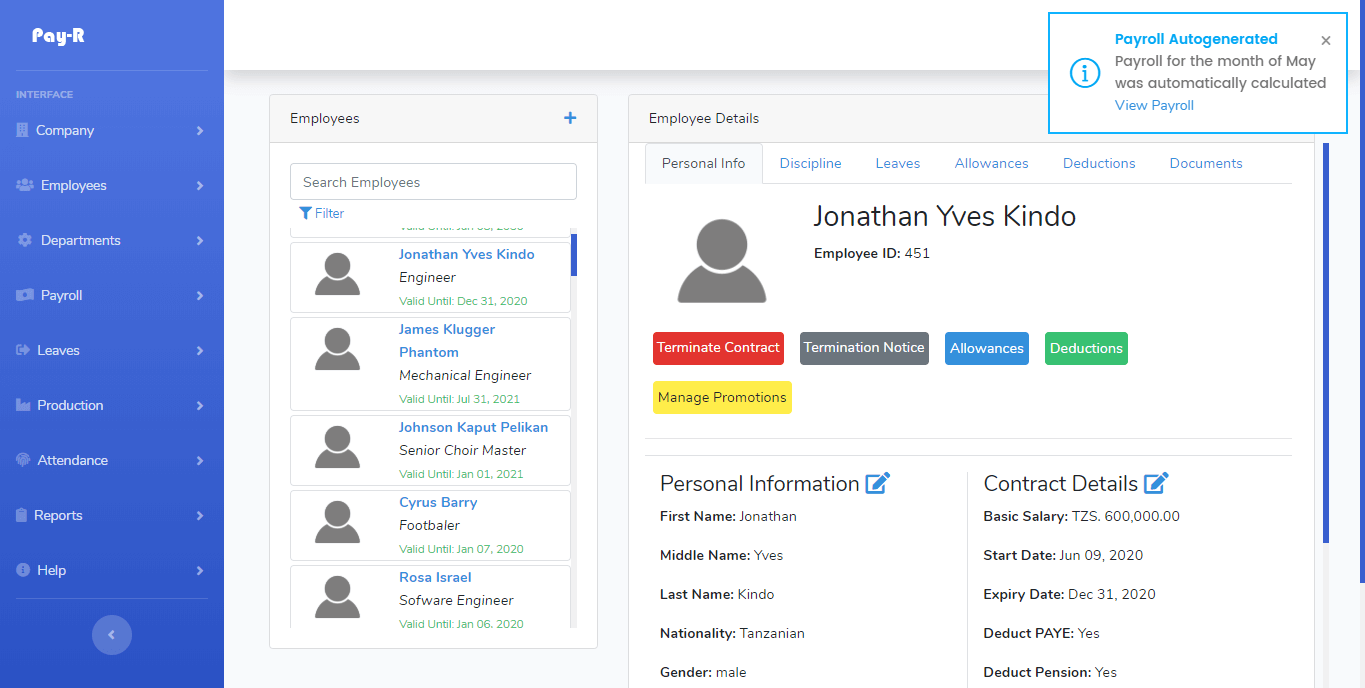 Pay-R
INTERFACE
Company
Employees
Departments
Payroll
Leaves
Production
Attendance
Reports
Help
Payroll Autogenerated
Payroll for the month of May
was automatically calculated
View Payroll
Employees
Search Employees
Filter
Jonathan Yves Kindo
Engineer
Valid Until: Dec 31, 2020
James Klugger
Phantom
Mechanical Engineer
Valid Until: Jul 31, 2021
Johnson Kaput Pelikan
Senior Choir Master
Valid Until: Jan 01, 2021
Cyrus Barry
Footbaler
Valid Until: Jan 07, 2020
Rosa Israel
Sofware Engineer
Valid Until: Jan 06, 2020
Employee Details
Personal Info Discipline Leaves Allowances Deductions Documents
Jonathan Yves Kindo
Employee ID: 451
Terminate Contract Termination Notice Allowances Deductions
Manage Promotions
Personal Information
First Name: Jonathan
Middle Name: Yves
Last Name: Kindo
Nationality: Tanzanian
Gender: male
Contract Details
Basic Salary: TZS. 600,000.00
Start Date: Jun 09, 2020
Expiry Date: Dec 31, 2020
Deduct PAYE: Yes
Deduct Pension: Yes